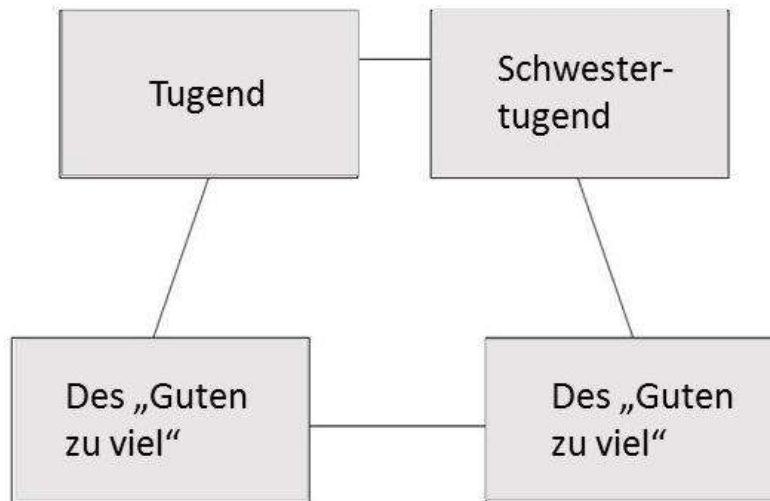 Tugend
Schwester-
tugend
Des „Guten
zu viel“
Des „Guten
zu viel“